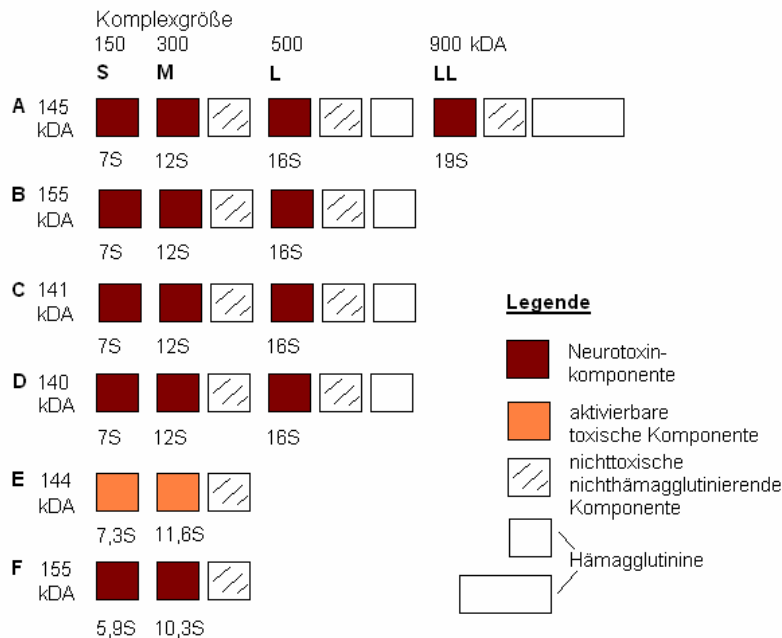 Komplexgröße
150 300 500 900 kDA
S M L LL
A 145
kDA
7S 12S 16S 19S
B 155
kDA
7S 12S 16S
C 141
kDA
7S 12S 16S
D 140
kDA
7S 12S 16S
E 144
kDA
7,3S 11,6S
F 155
kDA
5,9S 10,3S
Legende
Neurotoxin-
komponente
aktivierbare
toxische Komponente
nichttoxische
nichthämagglutinierende
Komponente
Hämagglutinine